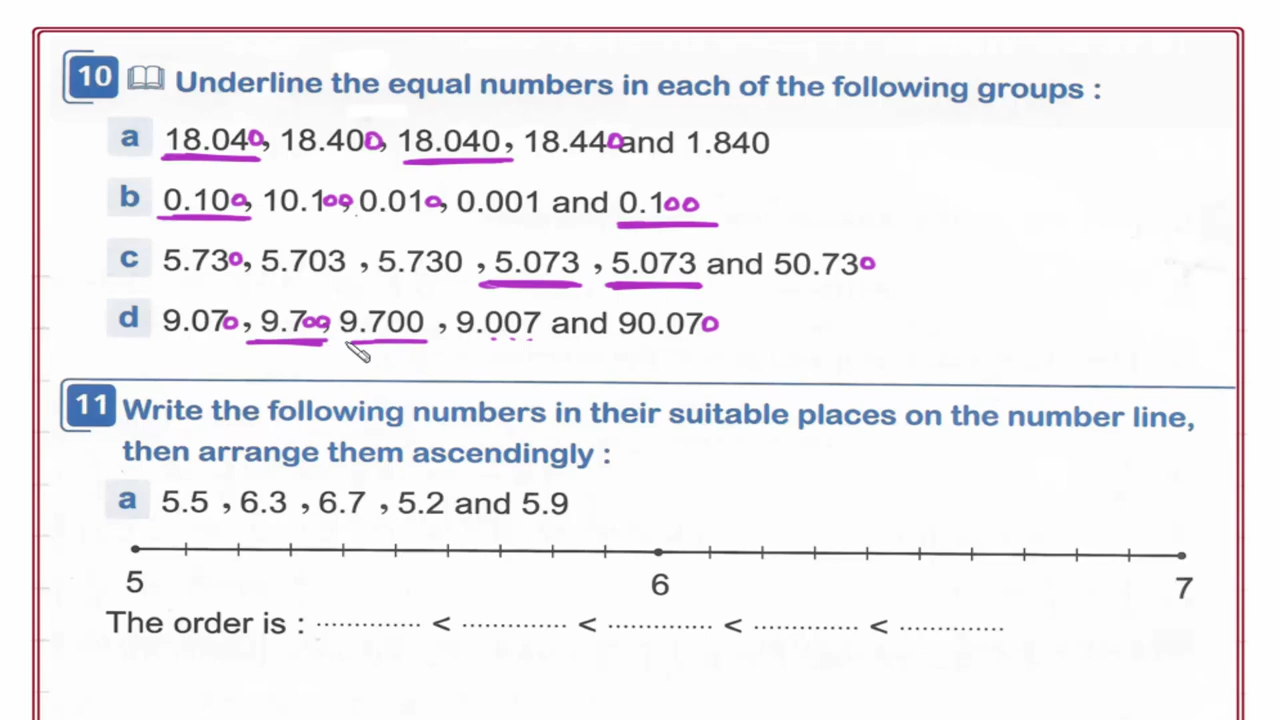 10 Underline the equal numbers in each of the following groups :
a 18.040, 18.400, 18.040, 18.440 and 1.840
b 0.100, 10.100, 0.010, 0.001 and 0.100
c 5.730, 5.703 , 5.730 , 5.073 , 5.073 and 50.730
d 9.070, 9.700, 9.700 , 9.007 and 90.070
11 Write the following numbers in their suitable places on the number line,
then arrange them ascendingly :
a 5.5 , 6.3 , 6.7 , 5.2 and 5.9
5 6 7
The order is : .............. < .............. < .............. < .............. < ..............